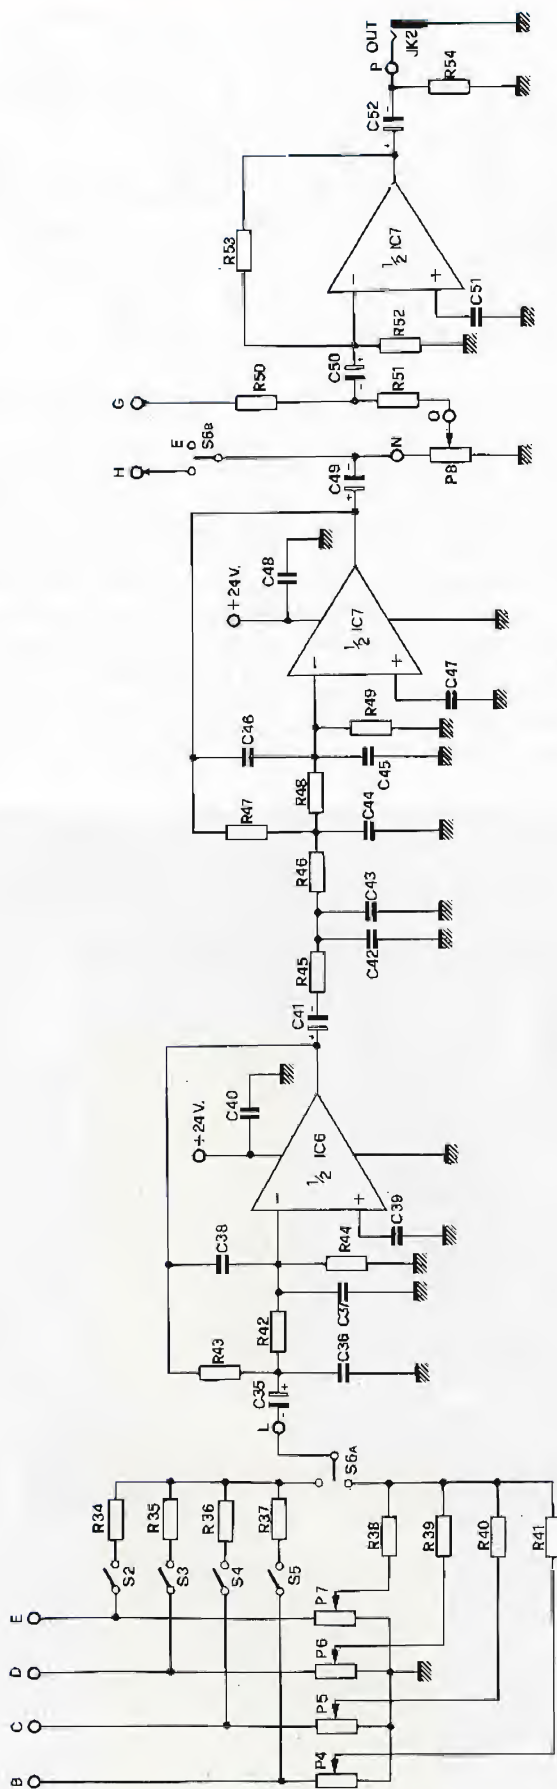 B
C
D
E
S2
S3
S4
S5
R34
R35
R36
R37
P4
P5
P6
P7
R38
R39
R40
R41
S6A
L
C35
-
+
R43
C38
R42
C36
C37
R44
C39
-
+
½ IC6
+24V.
C40
C41
+
-
R45
C42
C43
R46
R47
C46
R48
C44
C45
R49
C47
-
+
½ IC7
+24V.
C48
C49
+
-
H
E
S6B
N
P8
O
G
R50
R51
C50
-
+
R52
R53
-
+
½ IC7
C51
C52
+
-
R54
P
OUT
JK2